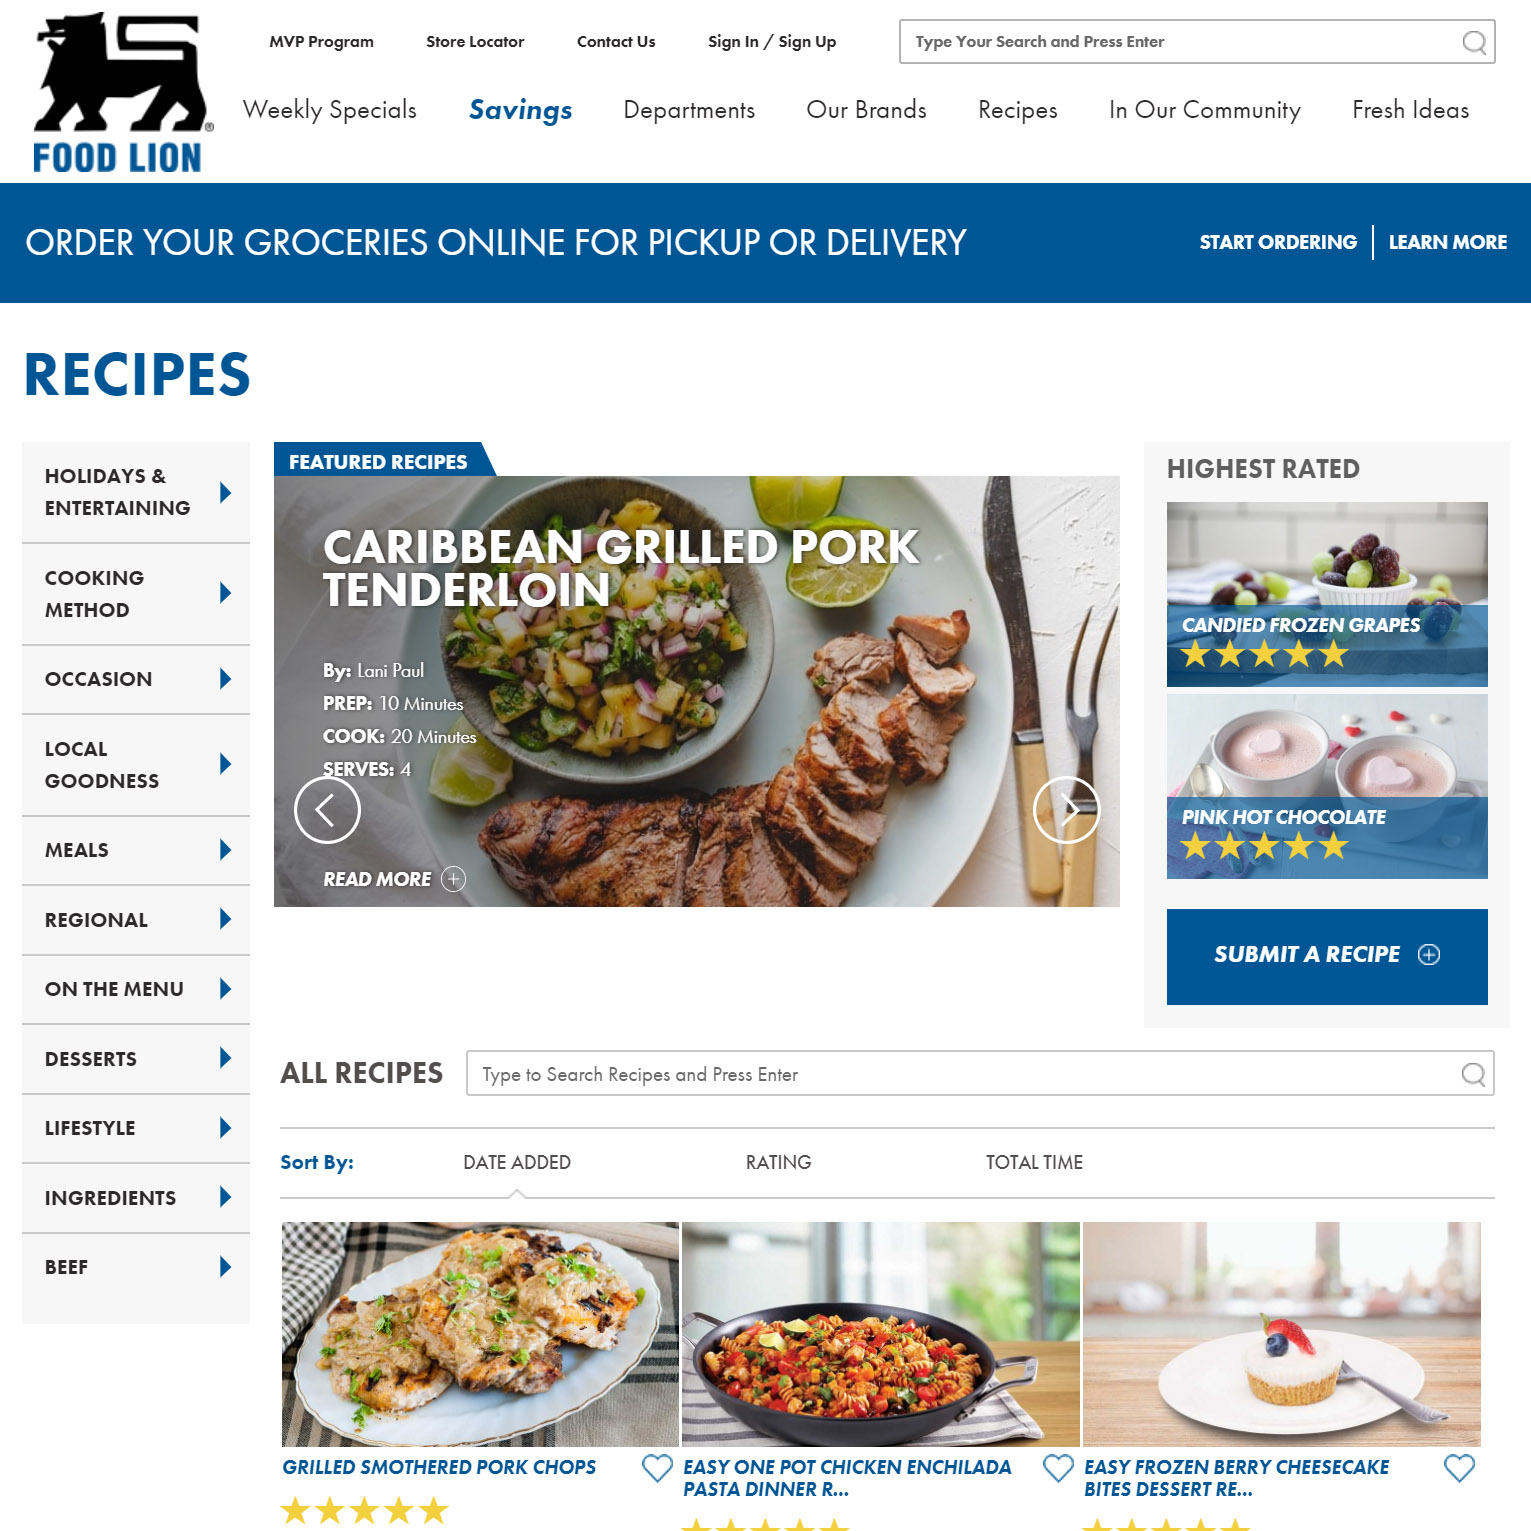 MVP Program
Store Locator
Contact Us
Sign In / Sign Up
Type Your Search and Press Enter
FOOD LION
®
Weekly Specials
Savings
Departments
Our Brands
Recipes
In Our Community
Fresh Ideas
ORDER YOUR GROCERIES ONLINE FOR PICKUP OR DELIVERY
START ORDERING
LEARN MORE
RECIPES
HOLIDAYS &
ENTERTAINING
COOKING
METHOD
OCCASION
LOCAL
GOODNESS
MEALS
REGIONAL
ON THE MENU
DESSERTS
LIFESTYLE
INGREDIENTS
BEEF
FEATURED RECIPES
CARIBBEAN GRILLED PORK
TENDERLOIN
By: Lani Paul
PREP: 10 Minutes
COOK: 20 Minutes
SERVES: 4
READ MORE
HIGHEST RATED
CANDIED FROZEN GRAPES
PINK HOT CHOCOLATE
SUBMIT A RECIPE
ALL RECIPES
Type to Search Recipes and Press Enter
Sort By:
DATE ADDED
RATING
TOTAL TIME
GRILLED SMOTHERED PORK CHOPS
EASY ONE POT CHICKEN ENCHILADA
PASTA DINNER R...
EASY FROZEN BERRY CHEESECAKE
BITES DESSERT RE...